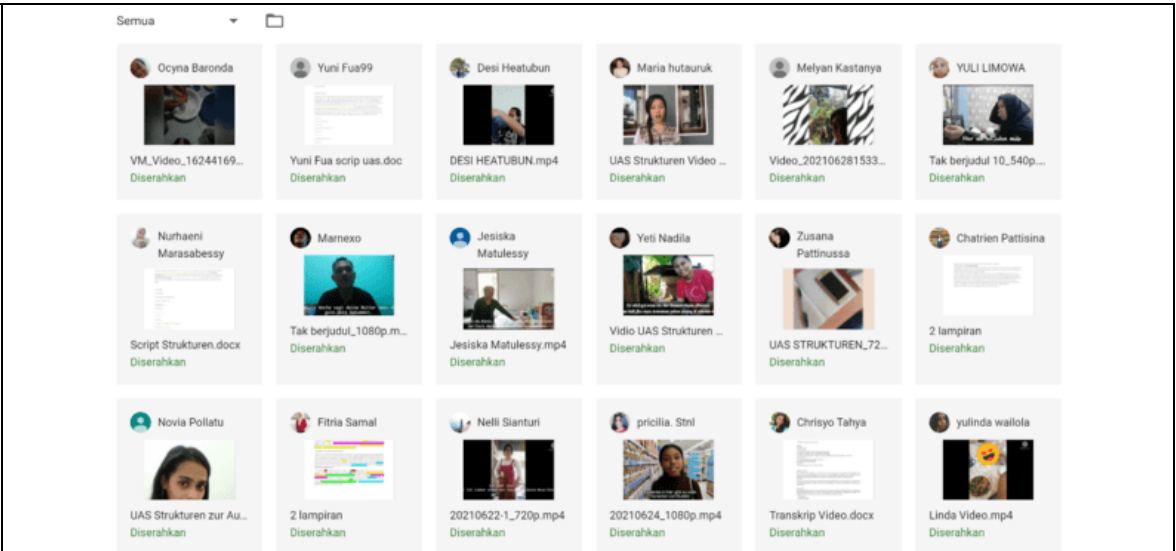 Semua
Ocyna Baronda
VM_Video_16244169...
Diserahkan
Yuni Fua99
Yuni Fua scrip uas.doc
Diserahkan
Desi Heatubun
DESI HEATUBUN.mp4
Diserahkan
Maria hutauruk
UAS Strukturen Video ...
Diserahkan
Melyan Kastanya
Video_202106281533...
Diserahkan
YULI LIMOWA
Tak berjudul 10_540p....
Diserahkan
Nurhaeni
Marasabessy
Script Strukturen.docx
Diserahkan
Marnexo
Tak berjudul_1080p.m...
Diserahkan
Jesiska
Matulessy
Jesiska Matulessy.mp4
Diserahkan
Yeti Nadila
Vidio UAS Strukturen ...
Diserahkan
Zusana
Pattinussa
UAS STRUKTUREN_72...
Diserahkan
Chatrien Pattisina
2 lampiran
Diserahkan
Novia Pollatu
UAS Strukturen zur Au...
Diserahkan
Fitria Samal
2 lampiran
Diserahkan
Nelli Sianturi
20210622-1_720p.mp4
Diserahkan
pricilia. Stnl
20210624_1080p.mp4
Diserahkan
Chrisyo Tahya
Transkrip Video.docx
Diserahkan
yulinda wailola
Linda Video.mp4
Diserahkan